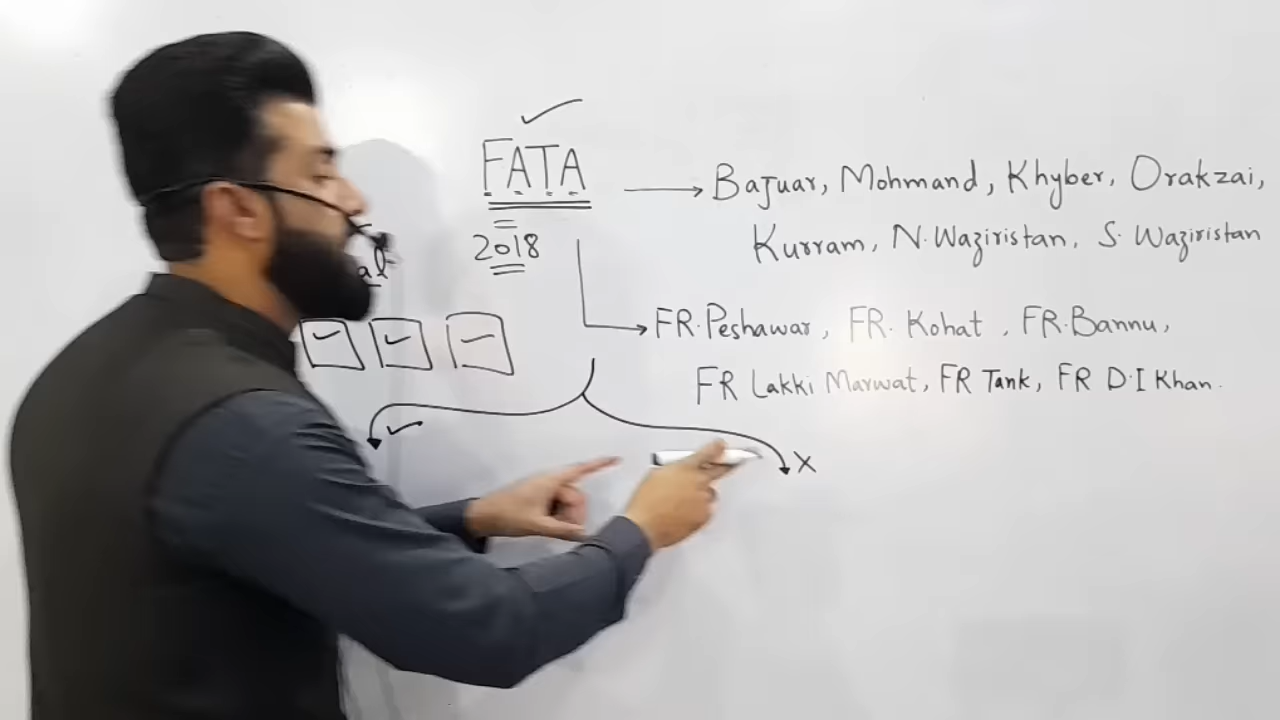 FATA
2018
Bajuar, Mohmand, Khyber, Orakzai,
Kurram, N. Waziristan, S. Waziristan
FR. Peshawar, FR. Kohat, FR. Bannu,
FR Lakki Marwat, FR Tank, FR D.I Khan.
X